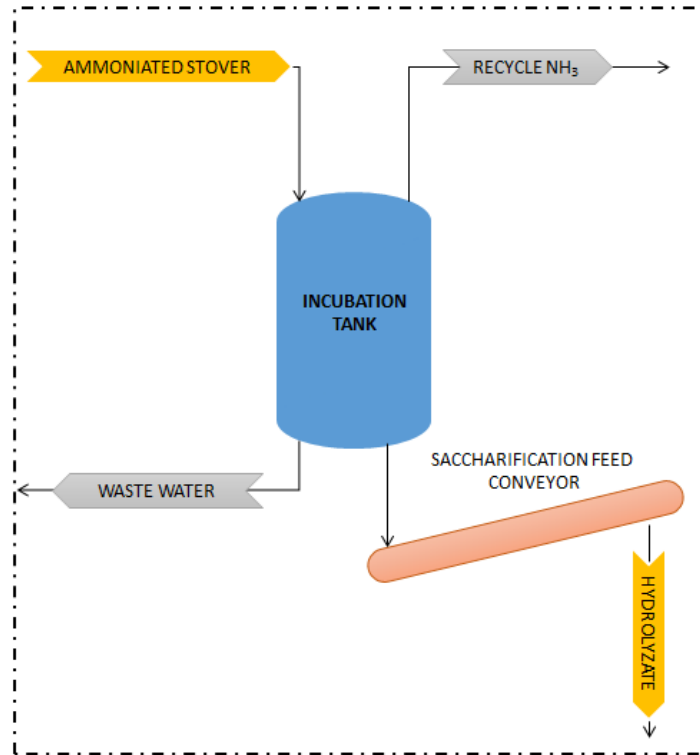 AMMONIATED STOVER
RECYCLE NH₃
INCUBATION
TANK
SACCHARIFICATION FEED
CONVEYOR
WASTE WATER
HYDROLYZATE